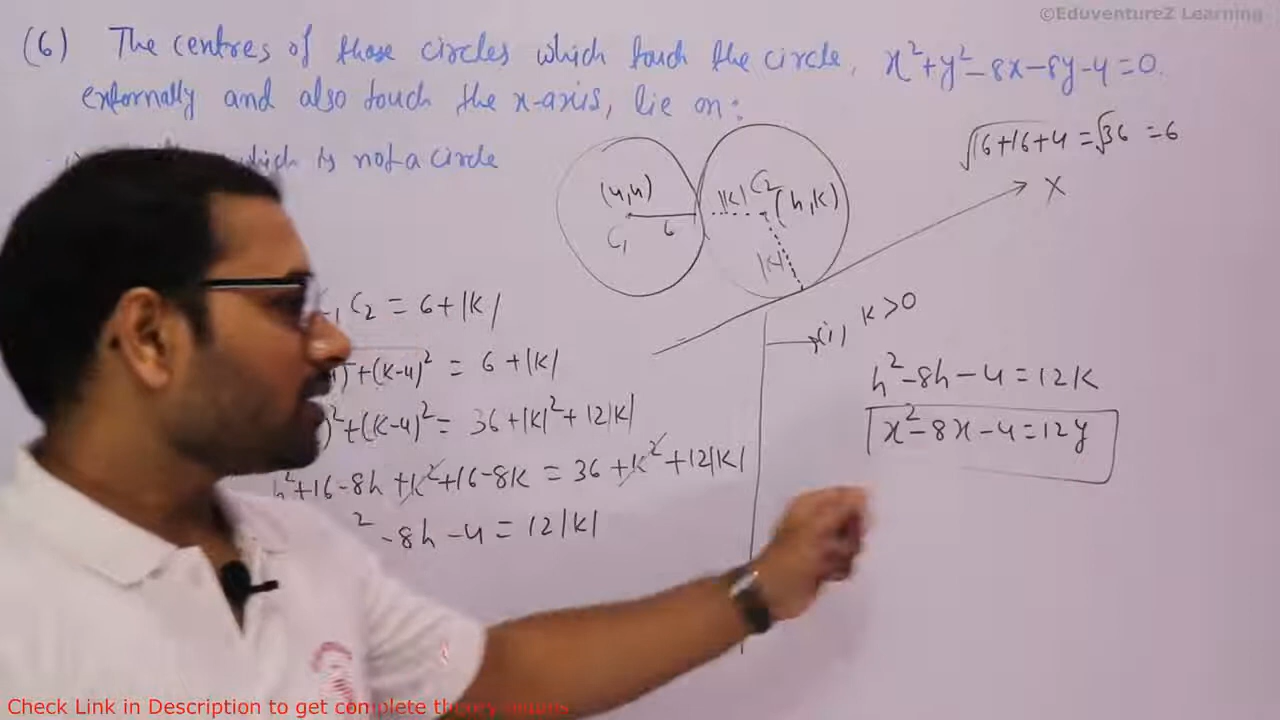 ©EduventureZ Learning
(6) The centres of those circles which touch the circle, x²+y²-8x-8y-4=0.
externally and also touch the x-axis, lie on:
which is not a circle
√16+16+4 = √36 = 6
X
(4,4)
C₁
6
|k|
C₂
(h,k)
|k|
C₂ = 6+|k|
(i), k>0
+(k-4)² = 6+|k|
h²-8h-4=12k
)²+(k-4)² = 36+|k|²+12|k|
x²-8x-4=12y
h²+16-8h+k²+16-8k = 36+k²+12|k|
²-8h-4 = 12|k|
Check Link in Description to get complete